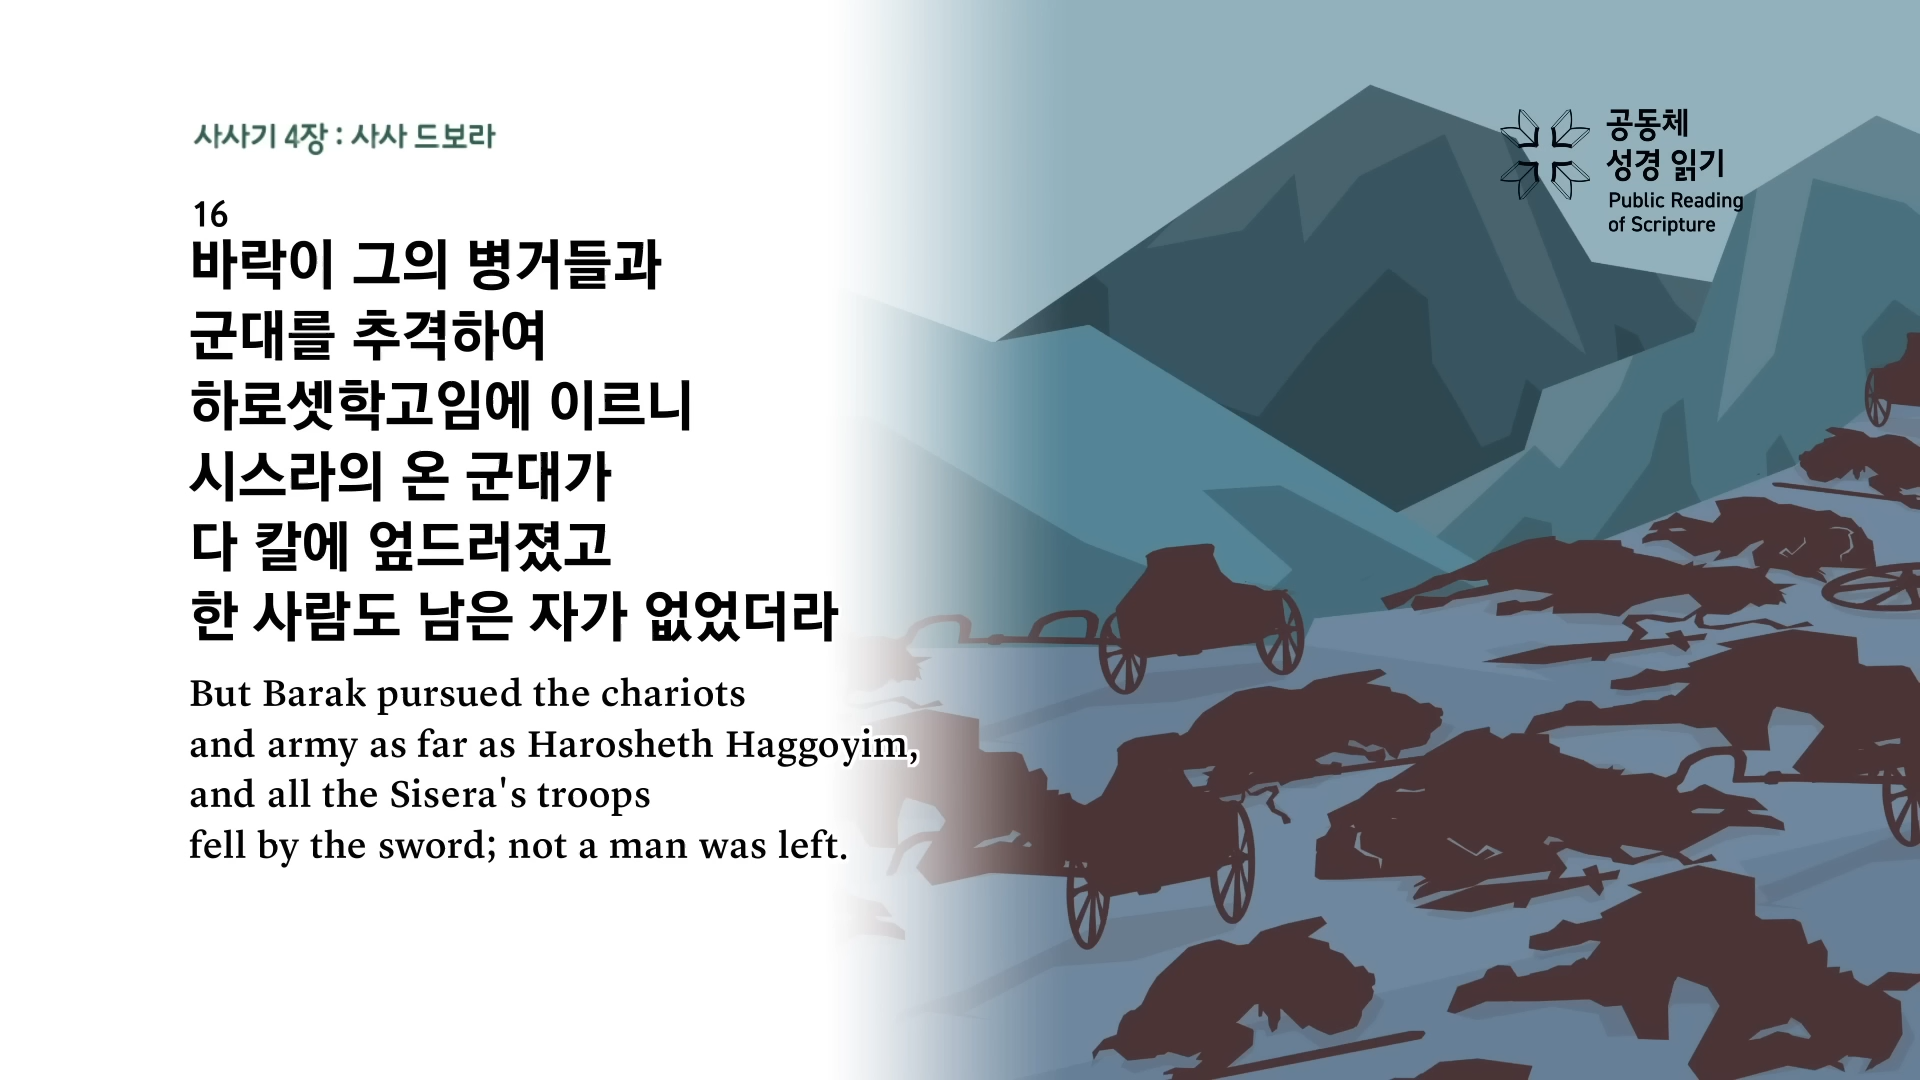 사사기 4장 : 사사 드보라
16
바락이 그의 병거들과
군대를 추격하여
하로셋학고임에 이르니
시스라의 온 군대가
다 칼에 엎드러졌고
한 사람도 남은 자가 없었더라
But Barak pursued the chariots
and army as far as Harosheth Haggoyim,
and all the Sisera's troops
fell by the sword; not a man was left.
공동체
성경 읽기
Public Reading
of Scripture